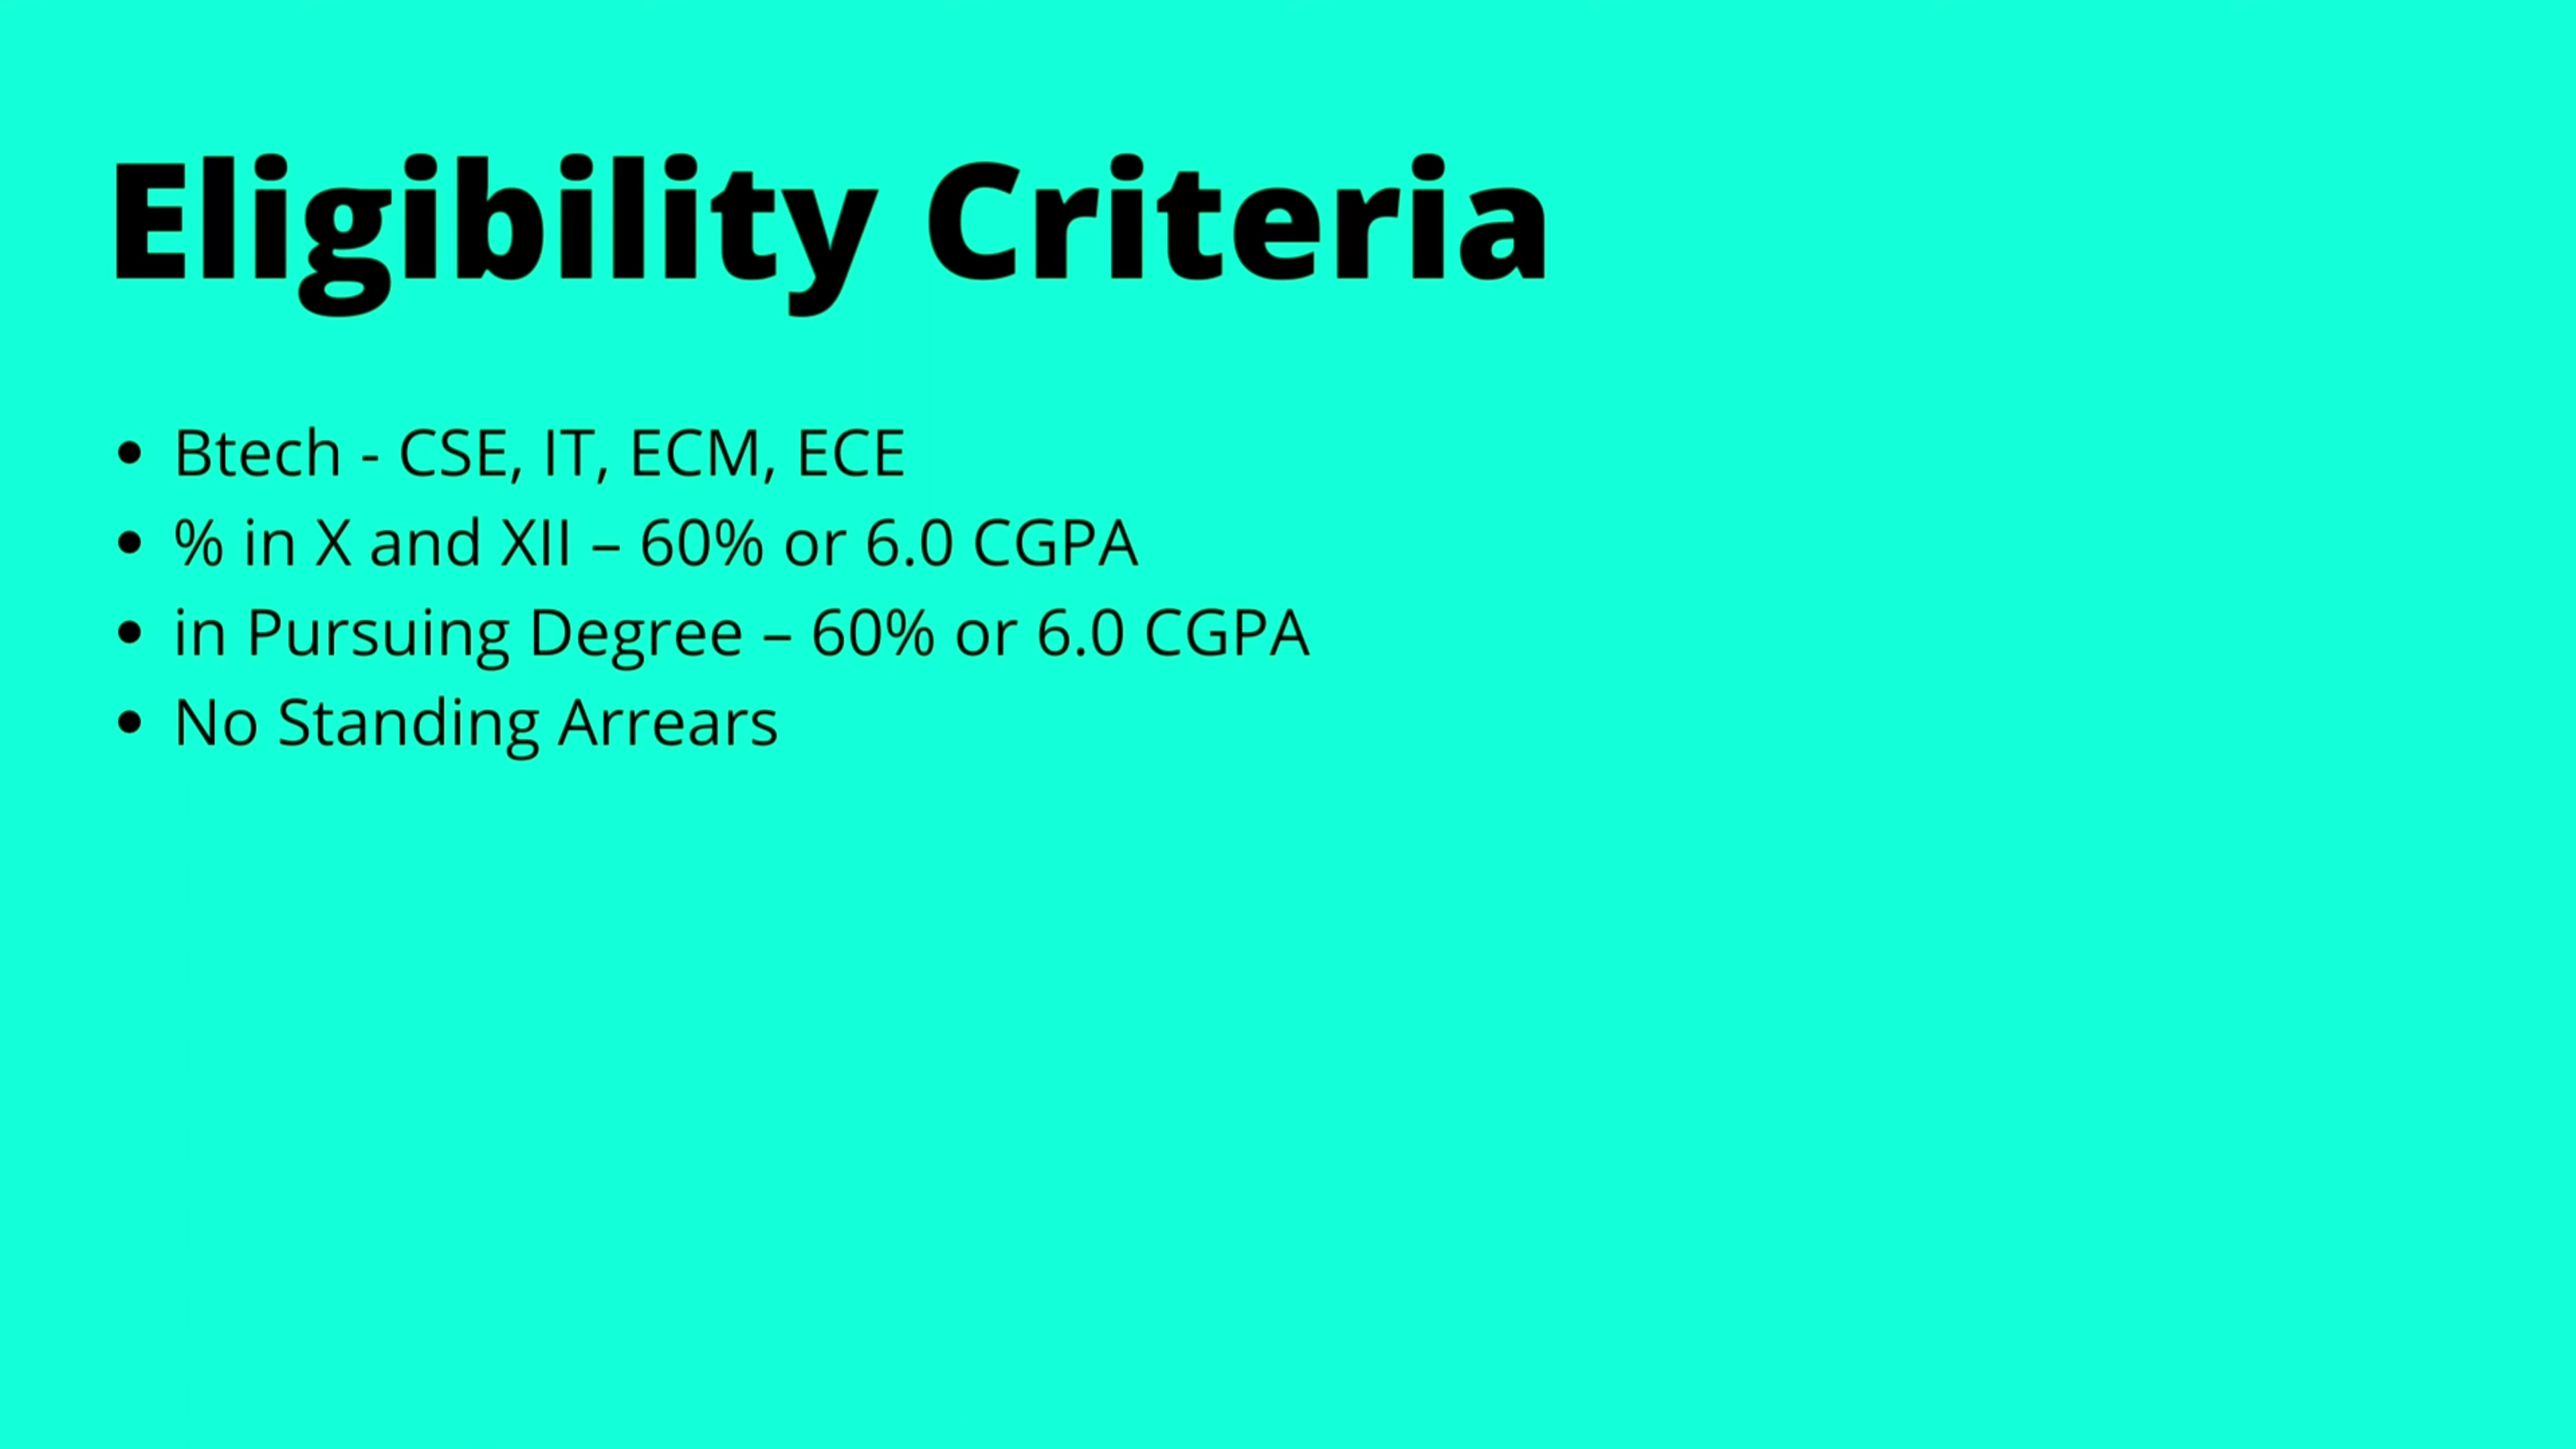 Eligibility Criteria
• Btech - CSE, IT, ECM, ECE
• % in X and XII – 60% or 6.0 CGPA
• in Pursuing Degree – 60% or 6.0 CGPA
• No Standing Arrears